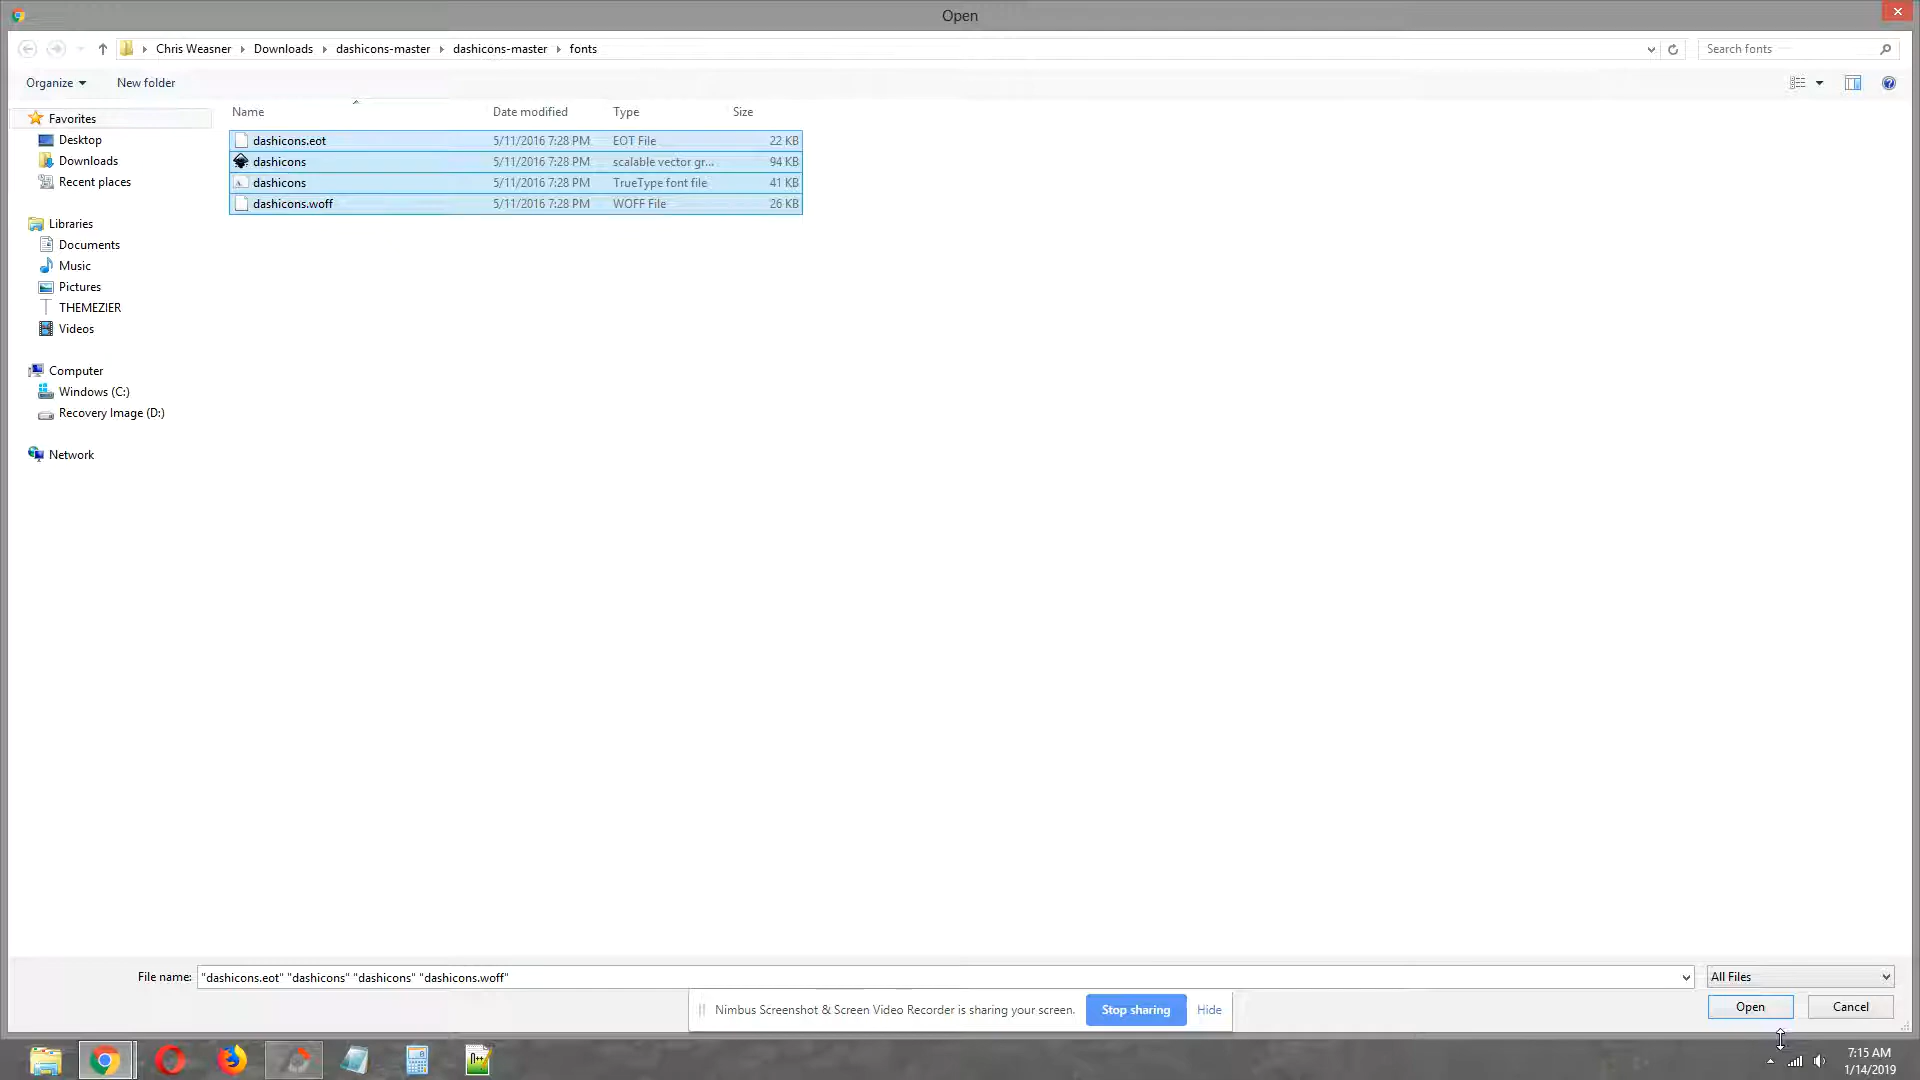 Open
Chris Weasner Downloads dashicons-master dashicons-master fonts
Search fonts
Organize New folder
Name Date modified Type Size
Favorites
Desktop
Downloads
Recent places
Libraries
Documents
Music
Pictures
THEMEZIER
Videos
Computer
Windows (C:)
Recovery Image (D:)
Network
dashicons.eot 5/11/2016 7:28 PM EOT File 22 KB
dashicons 5/11/2016 7:28 PM scalable vector gr... 94 KB
dashicons 5/11/2016 7:28 PM TrueType font file 41 KB
dashicons.woff 5/11/2016 7:28 PM WOFF File 26 KB
File name: "dashicons.eot" "dashicons" "dashicons" "dashicons.woff"
All Files
Open Cancel
Nimbus Screenshot & Screen Video Recorder is sharing your screen. Stop sharing Hide
7:15 AM
1/14/2019